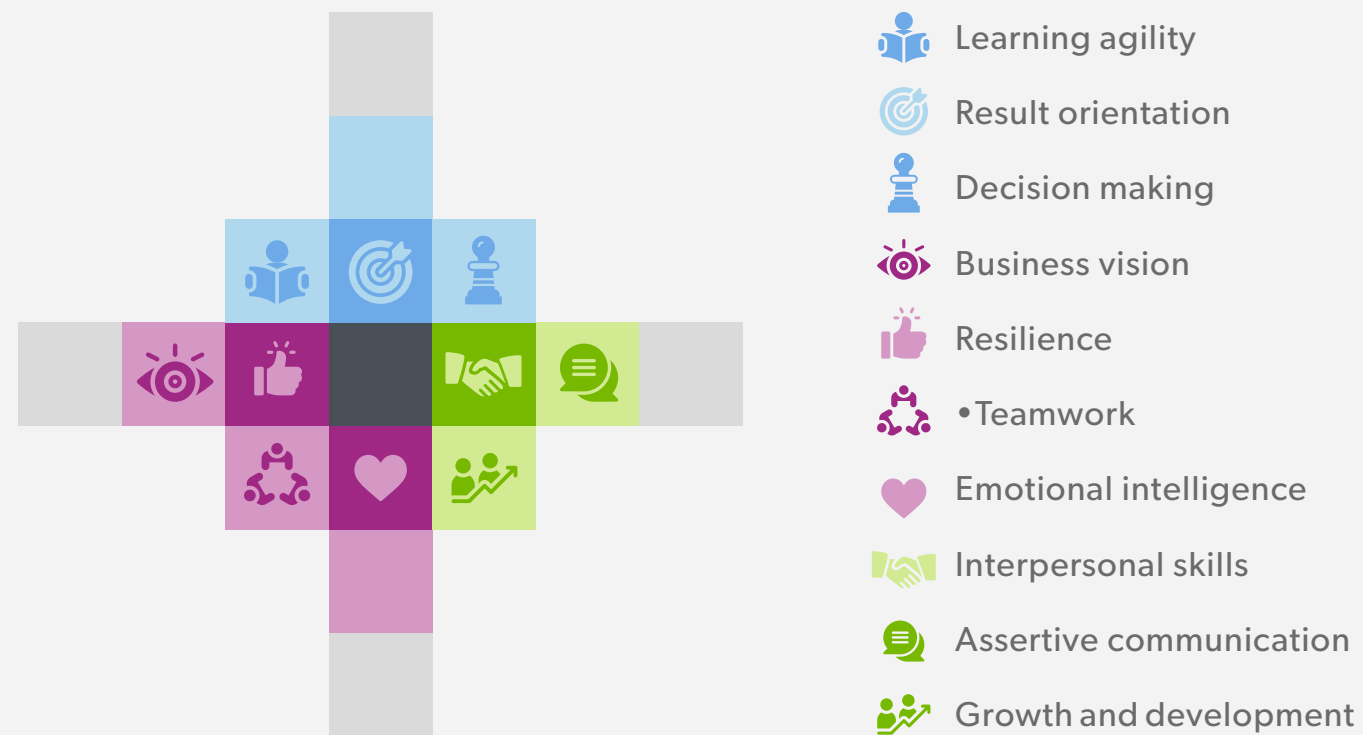 Learning agility
Result orientation
Decision making
Business vision
Resilience
•Teamwork
Emotional intelligence
Interpersonal skills
Assertive communication
Growth and development